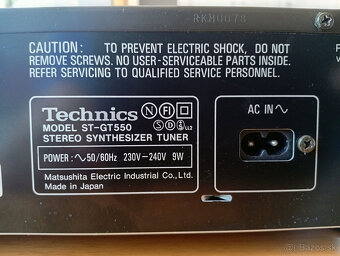 CAUTION: TO PREVENT ELECTRIC SHOCK, DO NOT
REMOVE SCREWS. NO USER-SERVICEABLE PARTS INSIDE.
REFER SERVICING TO QUALIFIED SERVICE PERSONNEL.
Technics N FI
MODEL ST-GT550 S D
STEREO SYNTHESIZER TUNER
POWER: ∿50/60Hz 230V-240V 9W
Matsushita Electric Industrial Co., Ltd.
Made in Japan
AC IN∿